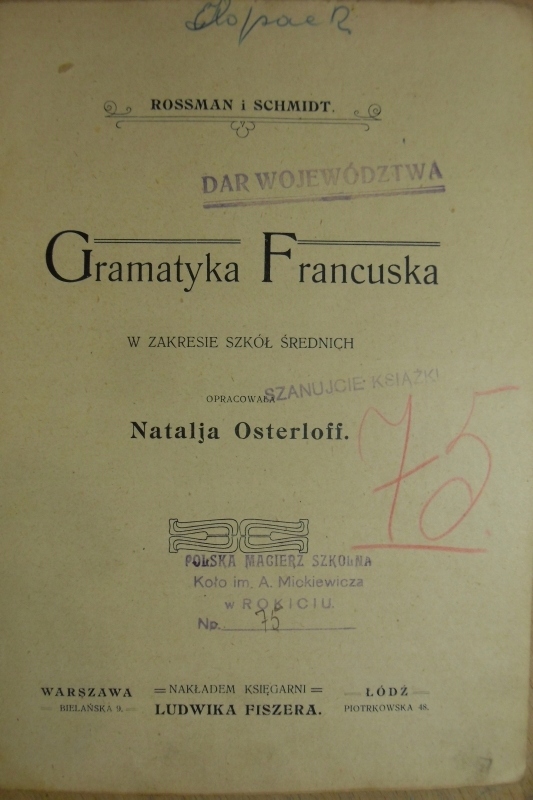 ROSSMAN i SCHMIDT.
DAR WOJEWÓDZTWA
Gramatyka Francuska
W ZAKRESIE SZKÓŁ ŚREDNICH
SZANUJCIE KSIĄŻKI
OPRACOWAŁA
Natalja Osterloff.
75
POLSKA MACIERZ SZKOLNA
Koło im. A. Mickiewicza
w ROKICIU.
Np. 75
WARSZAWA
BIELAŃSKA 9.
NAKŁADEM KSIĘGARNI
LUDWIKA FISZERA.
ŁÓDŹ
PIOTRKOWSKA 48.